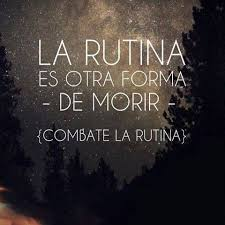 LA RUTINA
ES OTRA FORMA
- DE MORIR -
{COMBATE LA RUTINA}